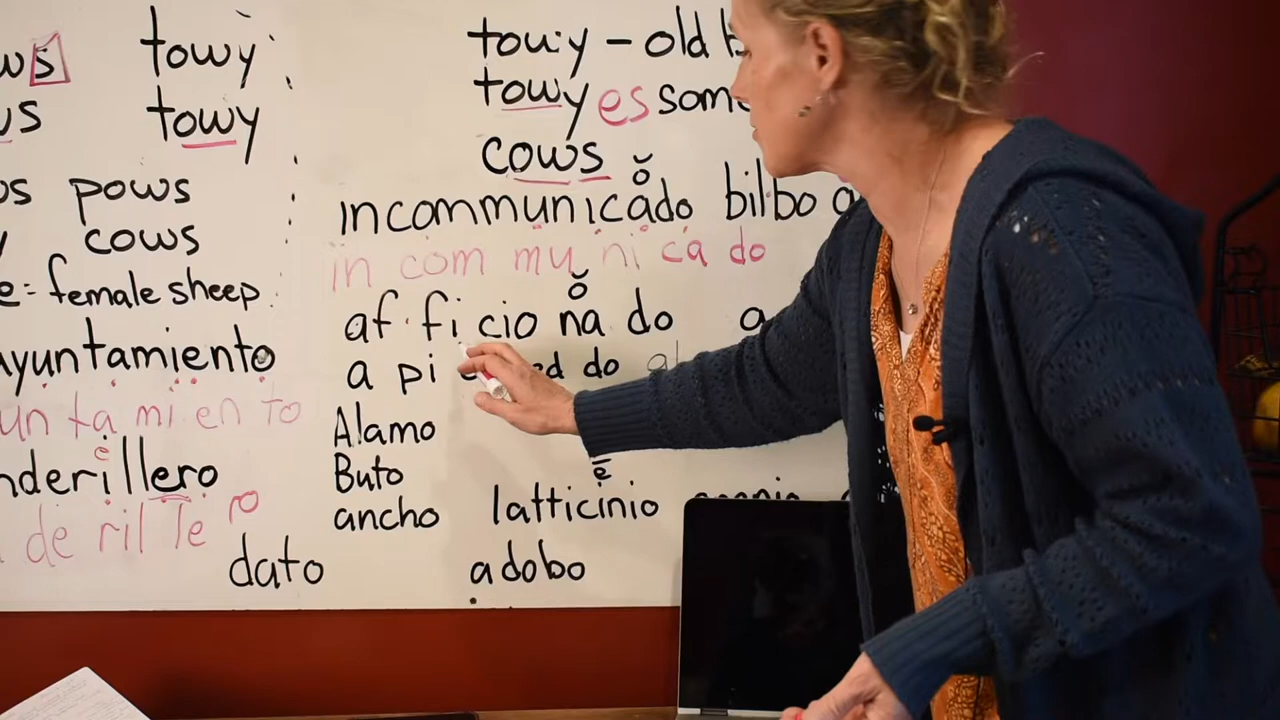 towy
towy
pows
cows
= female sheep
ayuntamiento
un ta mi en to
nderillero
e
de ril le ro
dato
towy - old
towy es some
cows
incommunicado bilbo
in com mu ni ca do
af fi cio na do a
a pi do
Alamo
Buto
ē
ancho latticinio
adobo